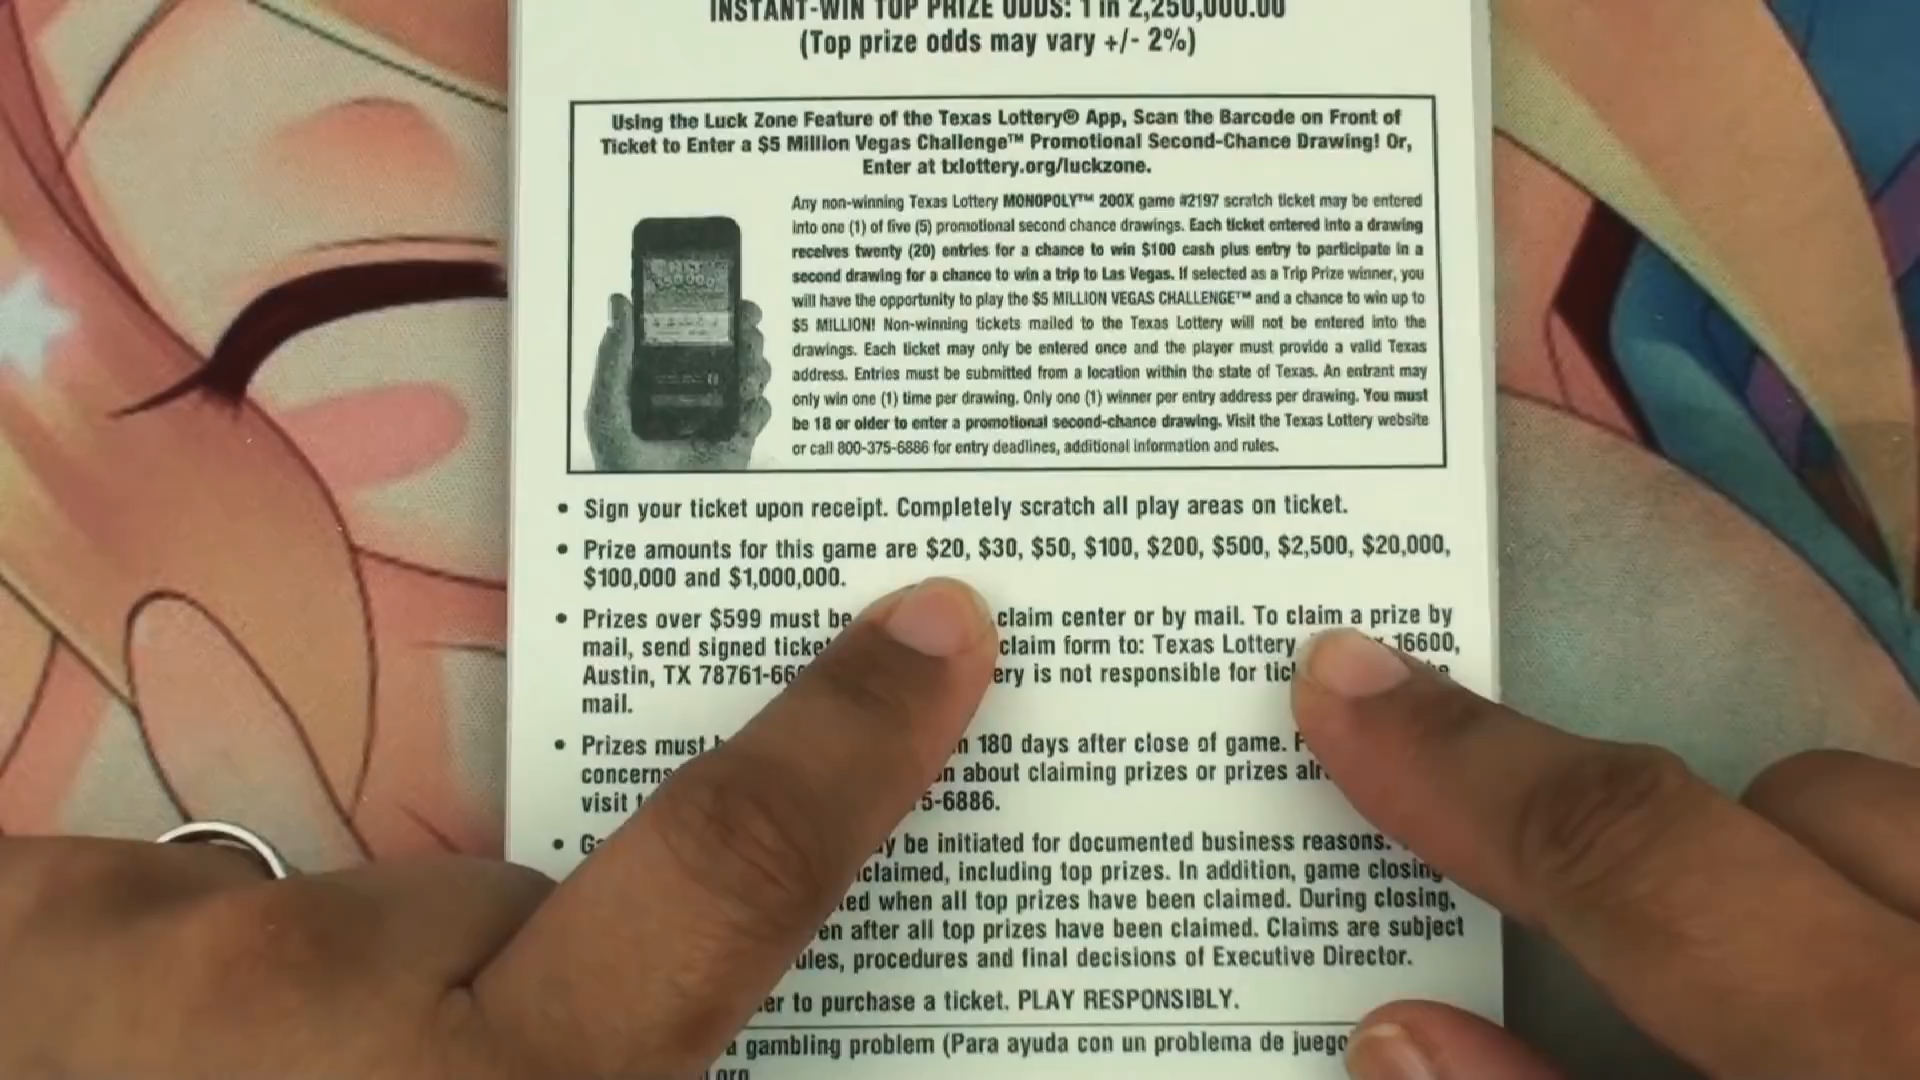 INSTANT-WIN TOP PRIZE ODDS: 1 in 2,250,000.00
(Top prize odds may vary +/- 2%)
Using the Luck Zone Feature of the Texas Lottery® App, Scan the Barcode on Front of
Ticket to Enter a $5 Million Vegas Challenge™ Promotional Second-Chance Drawing! Or,
Enter at txlottery.org/luckzone.
Any non-winning Texas Lottery MONOPOLY™ 200X game #2197 scratch ticket may be entered
into one (1) of five (5) promotional second chance drawings. Each ticket entered into a drawing
receives twenty (20) entries for a chance to win $100 cash plus entry to participate in a
second drawing for a chance to win a trip to Las Vegas. If selected as a Trip Prize winner, you
will have the opportunity to play the $5 MILLION VEGAS CHALLENGE™ and a chance to win up to
$5 MILLION! Non-winning tickets mailed to the Texas Lottery will not be entered into the
drawings. Each ticket may only be entered once and the player must provide a valid Texas
address. Entries must be submitted from a location within the state of Texas. An entrant may
only win one (1) time per drawing. Only one (1) winner per entry address per drawing. You must
be 18 or older to enter a promotional second-chance drawing. Visit the Texas Lottery website
or call 800-375-6886 for entry deadlines, additional information and rules.
• Sign your ticket upon receipt. Completely scratch all play areas on ticket.
• Prize amounts for this game are $20, $30, $50, $100, $200, $500, $2,500, $20,000,
$100,000 and $1,000,000.
• Prizes over $599 must be claim center or by mail. To claim a prize by
mail, send signed claim form to: Texas Lottery 16600,
Austin, TX is not responsible for
mail.
• Prizes must 180 days after close of game.
concerns about claiming prizes or prizes
visit 5-6886.
• be initiated for documented business reasons.
including top prizes. In addition, game closing
when all top prizes have been claimed. During closing,
after all top prizes have been claimed. Claims are subject
procedures and final decisions of Executive Director.
to purchase a ticket. PLAY RESPONSIBLY.
a gambling problem (Para ayuda con un problema de juego